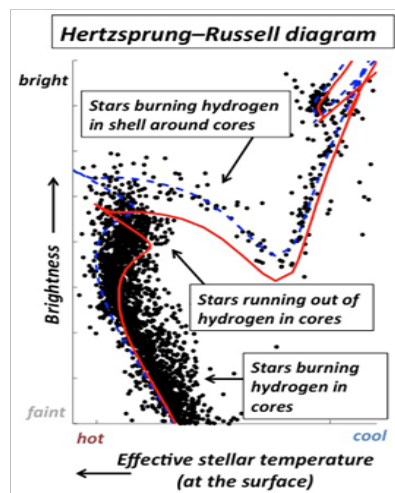 Hertzsprung–Russell diagram
bright
Stars burning hydrogen
in shell around cores
Brightness
Stars running out of
hydrogen in cores
Stars burning
hydrogen in
cores
faint
hot
cool
Effective stellar temperature
(at the surface)